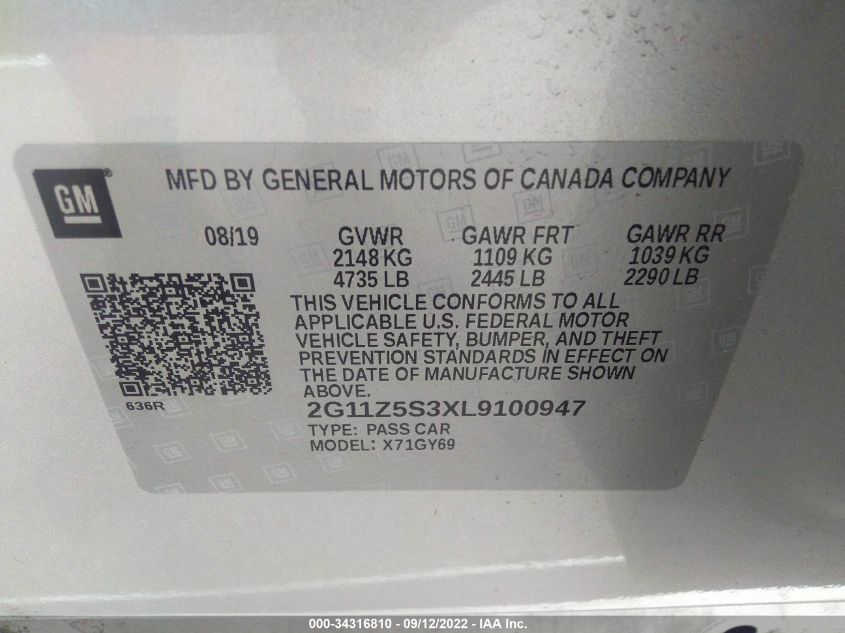 GM
MFD BY GENERAL MOTORS OF CANADA COMPANY
08/19 GVWR GAWR FRT GAWR RR
2148 KG 1109 KG 1039 KG
4735 LB 2445 LB 2290 LB
THIS VEHICLE CONFORMS TO ALL
APPLICABLE U.S. FEDERAL MOTOR
VEHICLE SAFETY, BUMPER, AND THEFT
PREVENTION STANDARDS IN EFFECT ON
THE DATE OF MANUFACTURE SHOWN
ABOVE.
636R
2G11Z5S3XL9100947
TYPE: PASS CAR
MODEL: X71GY69
000-34316810 - 09/12/2022 - IAA Inc.